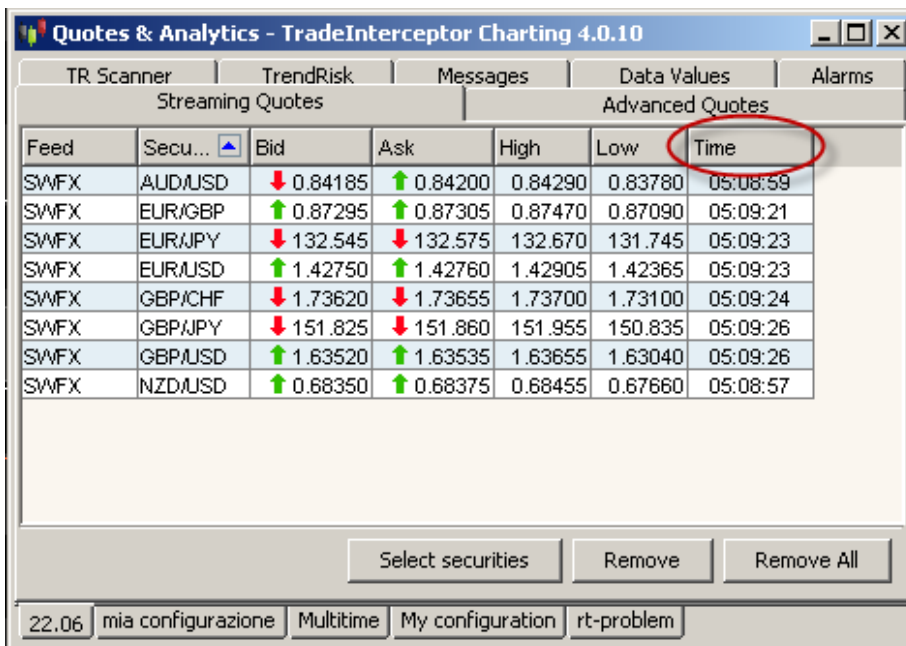 Quotes & Analytics - TradeInterceptor Charting 4.0.10
TR Scanner TrendRisk Messages Data Values Alarms
Streaming Quotes Advanced Quotes
Feed Secu... Bid Ask High Low Time
SWFX AUD/USD 0.84185 0.84200 0.84290 0.83780 05:08:59
SWFX EUR/GBP 0.87295 0.87305 0.87470 0.87090 05:09:21
SWFX EUR/JPY 132.545 132.575 132.670 131.745 05:09:23
SWFX EUR/USD 1.42750 1.42760 1.42905 1.42365 05:09:23
SWFX GBP/CHF 1.73620 1.73655 1.73700 1.73100 05:09:24
SWFX GBP/JPY 151.825 151.860 151.955 150.835 05:09:26
SWFX GBP/USD 1.63520 1.63535 1.63655 1.63040 05:09:26
SWFX NZD/USD 0.68350 0.68375 0.68455 0.67660 05:08:57
Select securities Remove Remove All
22.06 mia configurazione Multitime My configuration rt-problem